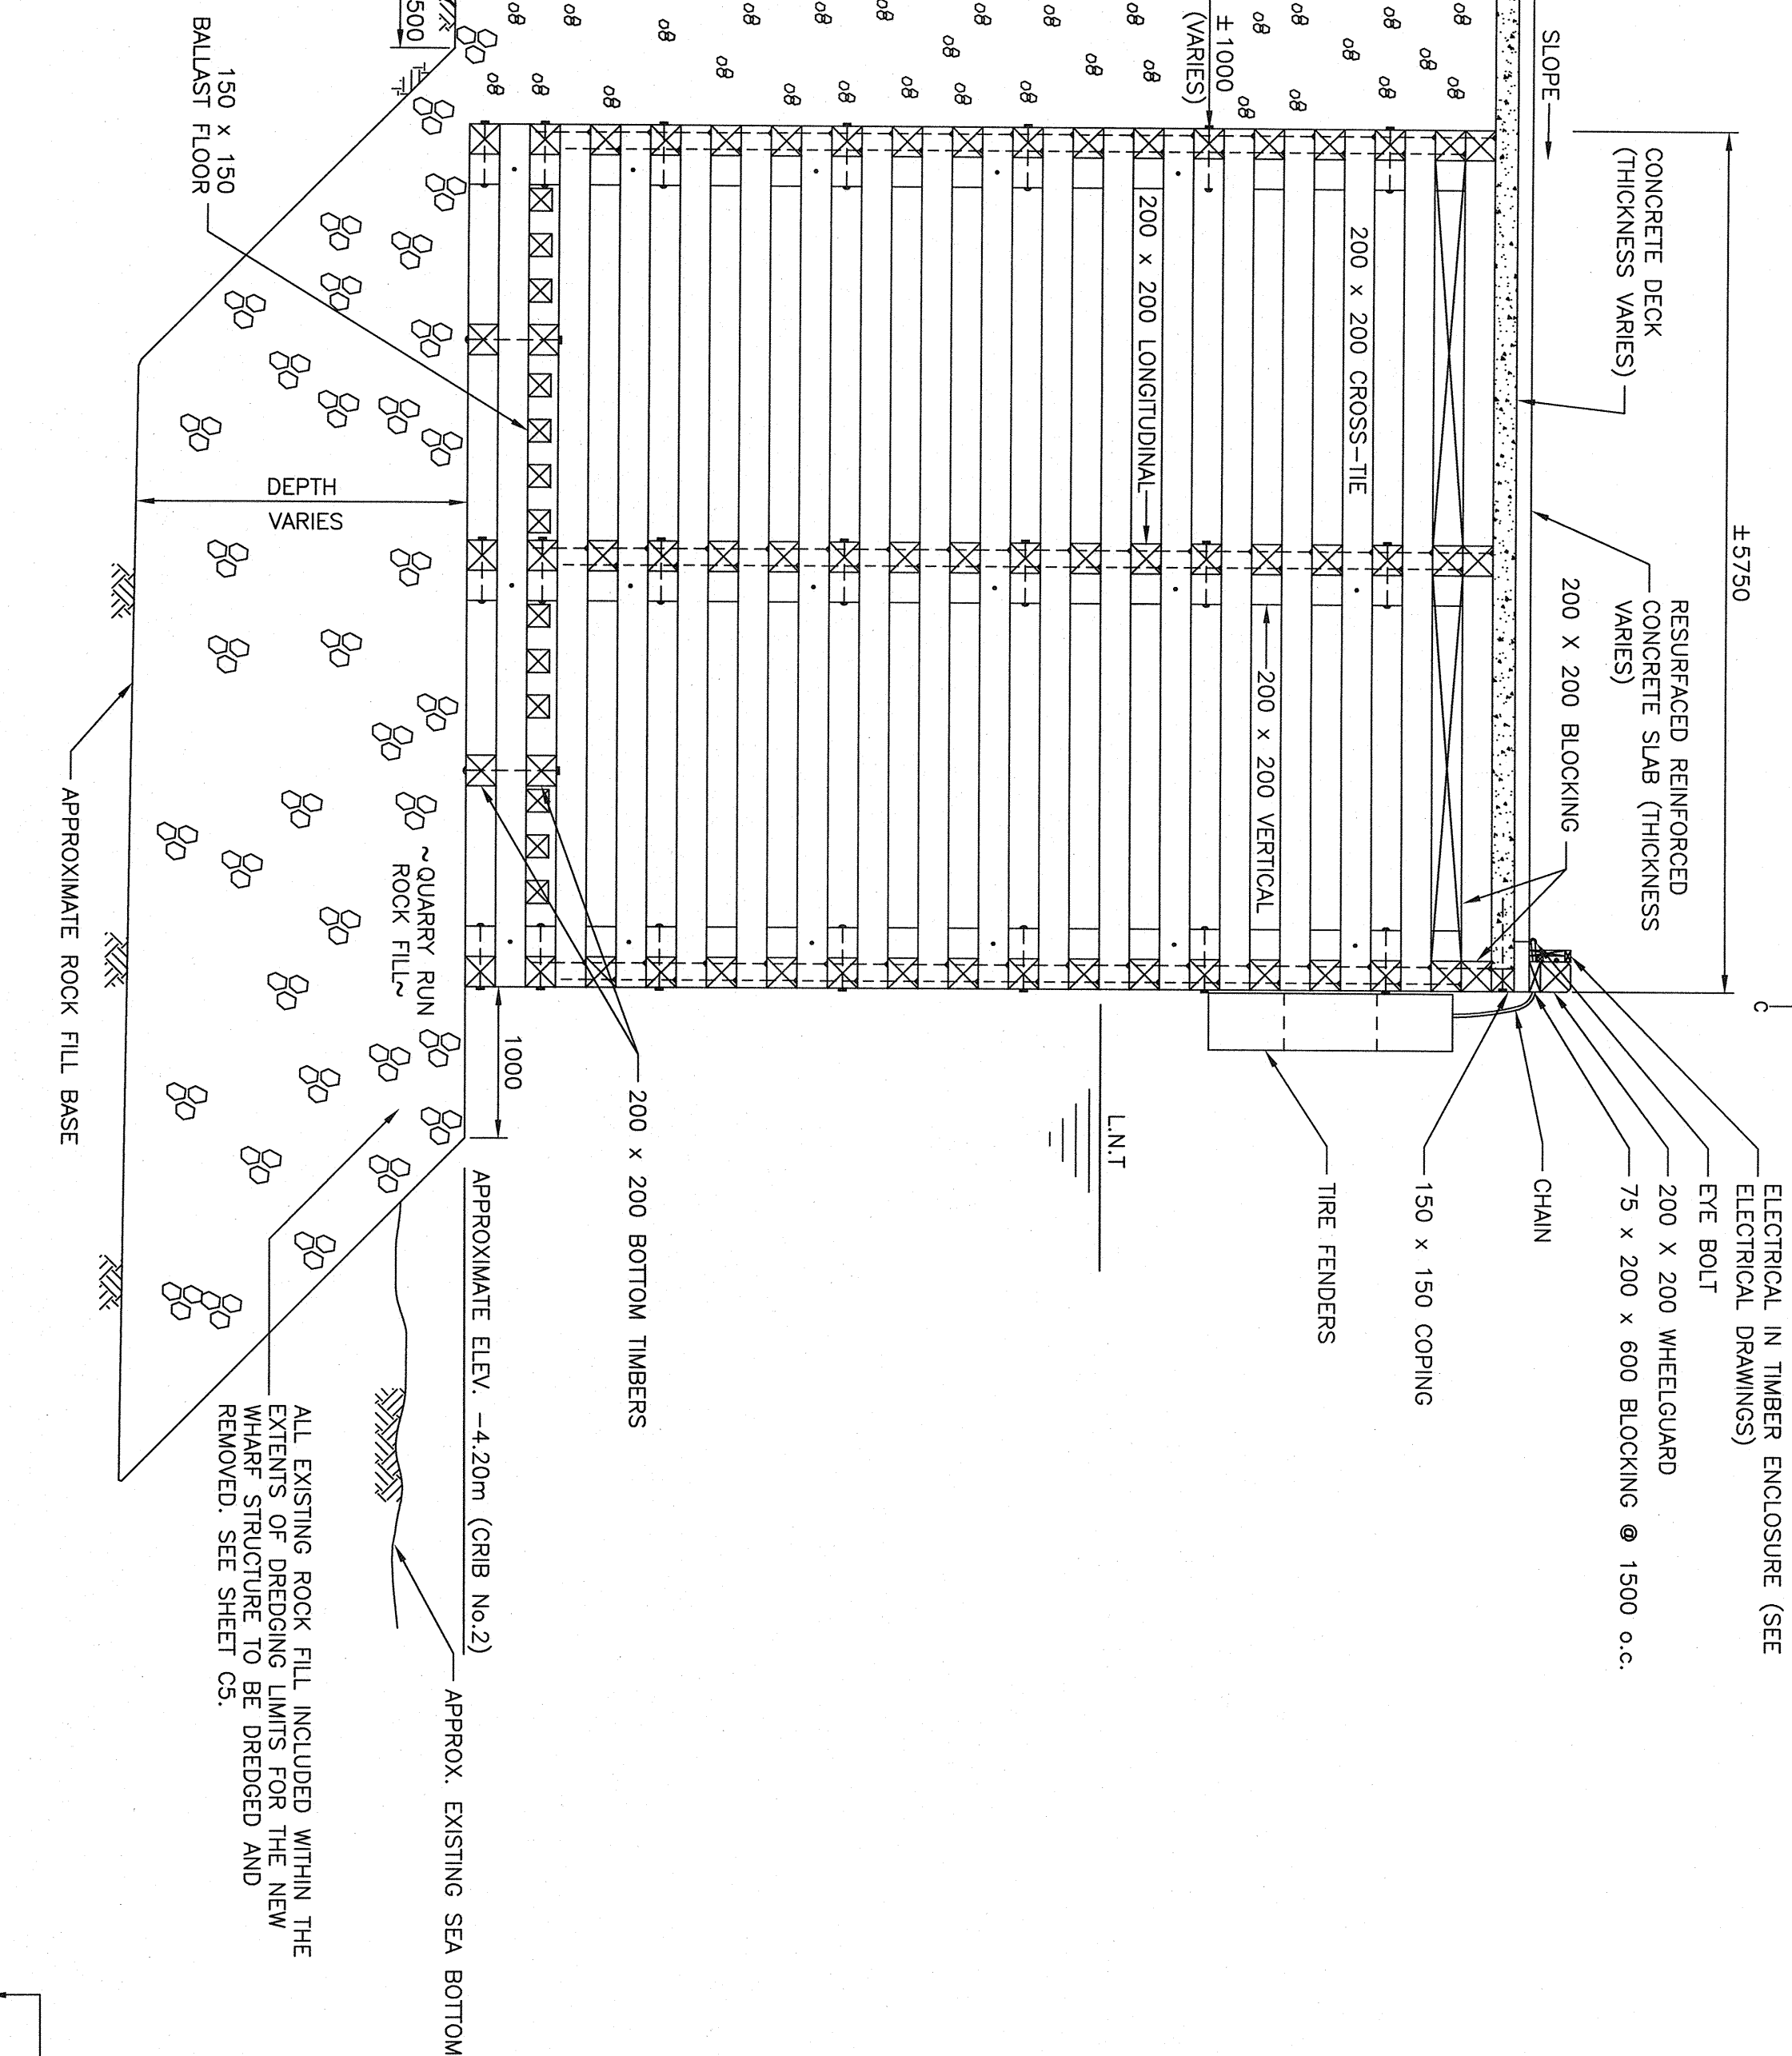 ±5750
CONCRETE DECK
(THICKNESS VARIES)
SLOPE
RESURFACED REINFORCED
CONCRETE SLAB (THICKNESS
VARIES)
200 X 200 BLOCKING
C
ELECTRICAL IN TIMBER ENCLOSURE (SEE
ELECTRICAL DRAWINGS)
EYE BOLT
200 X 200 WHEELGUARD
75 x 200 x 600 BLOCKING @ 1500 o.c.
CHAIN
150 x 150 COPING
TIRE FENDERS
200 x 200 CROSS-TIE
200 x 200 VERTICAL
±1000
(VARIES)
200 x 200 LONGITUDINAL
L.N.T
200 x 200 BOTTOM TIMBERS
1000
APPROXIMATE ELEV. -4.20m (CRIB No.2)
APPROX. EXISTING SEA BOTTOM
500
~QUARRY RUN
ROCK FILL~
DEPTH
VARIES
150 x 150
BALLAST FLOOR
ALL EXISTING ROCK FILL INCLUDED WITHIN THE
EXTENTS OF DREDGING LIMITS FOR THE NEW
WHARF STRUCTURE TO BE DREDGED AND
REMOVED. SEE SHEET C5.
APPROXIMATE ROCK FILL BASE